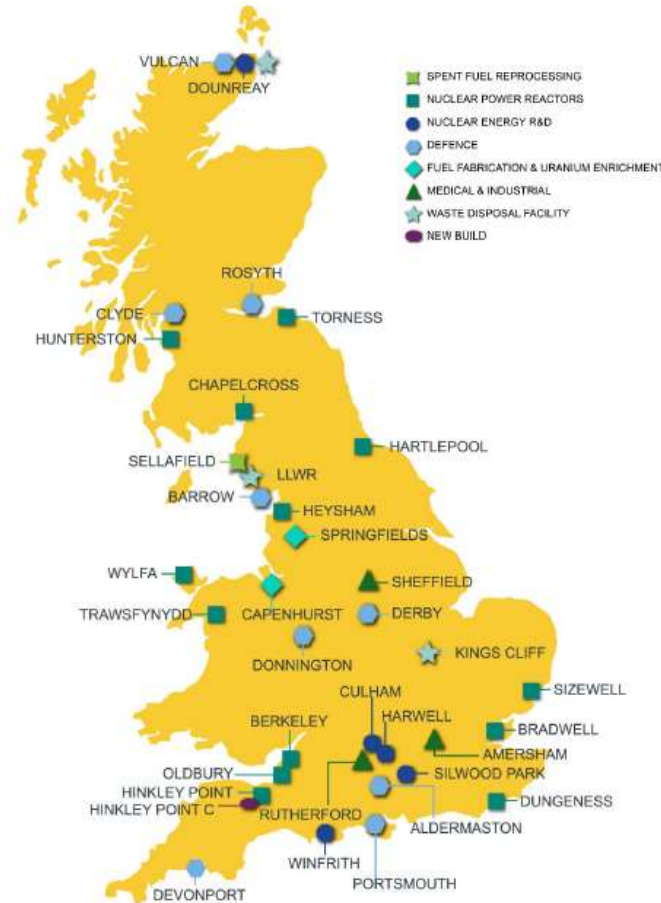 VULCAN
DOUNREAY
SPENT FUEL REPROCESSING
NUCLEAR POWER REACTORS
NUCLEAR ENERGY R&D
DEFENCE
FUEL FABRICATION & URANIUM ENRICHMENT
MEDICAL & INDUSTRIAL
WASTE DISPOSAL FACILITY
NEW BUILD
ROSYTH
CLYDE
TORNESS
HUNTERSTON
CHAPELCROSS
HARTLEPOOL
SELLAFIELD
LLWR
BARROW
HEYSHAM
SPRINGFIELDS
WYLFA
SHEFFIELD
TRAWSFYNYDD
CAPENHURST
DERBY
DONNINGTON
KINGS CLIFF
CULHAM
SIZEWELL
HARWELL
BERKELEY
BRADWELL
AMERSHAM
OLDBURY
SILWOOD PARK
HINKLEY POINT
HINKLEY POINT C
DUNGENESS
RUTHERFORD
ALDERMASTON
WINFRITH
PORTSMOUTH
DEVONPORT